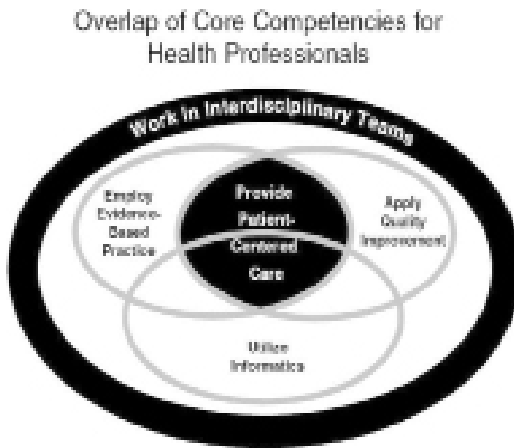 Overlap of Core Competencies for
Health Professionals
Work in Interdisciplinary Teams
Employ
Evidence-
Based
Practice
Provide
Patient-
Centered
Care
Apply
Quality
Improvement
Utilize
Informatics